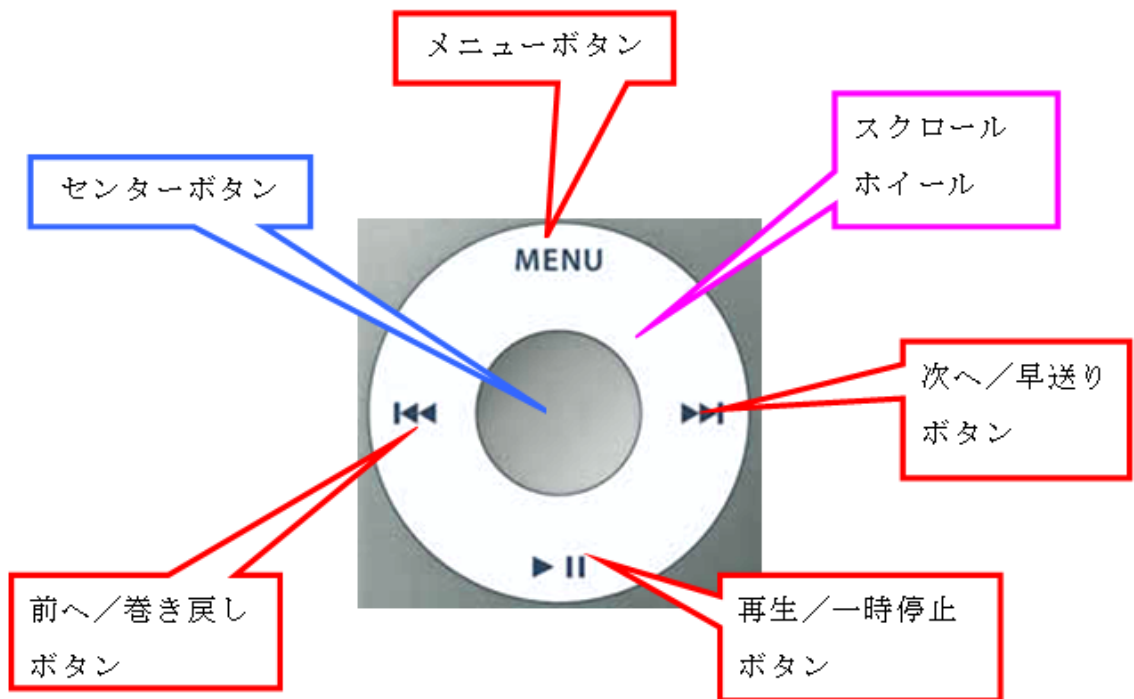 メニューボタン
スクロール
ホイール
センターボタン
MENU
次へ／早送り
ボタン
前へ／巻き戻し
ボタン
再生／一時停止
ボタン